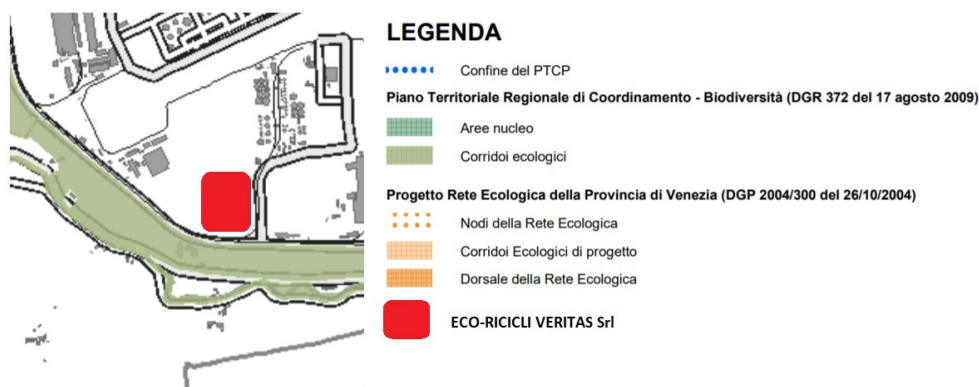 LEGENDA
Confine del PTCP
Piano Territoriale Regionale di Coordinamento - Biodiversità (DGR 372 del 17 agosto 2009)
Aree nucleo
Corridoi ecologici
Progetto Rete Ecologica della Provincia di Venezia (DGP 2004/300 del 26/10/2004)
Nodi della Rete Ecologica
Corridoi Ecologici di progetto
Dorsale della Rete Ecologica
ECO-RICICLI VERITAS Srl